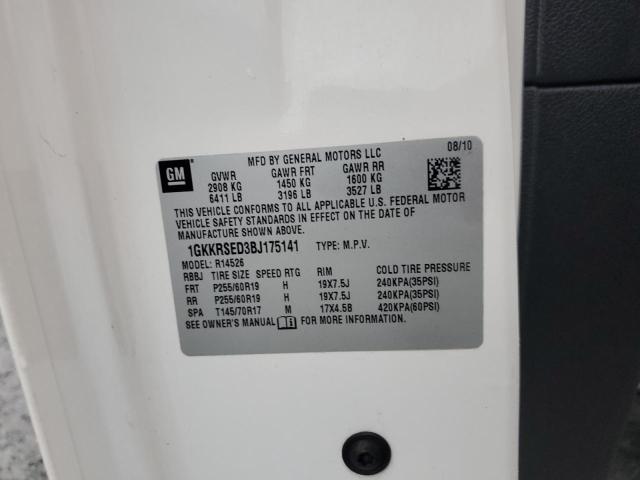 GM
MFD BY GENERAL MOTORS LLC 08/10
GVWR GAWR FRT GAWR RR
2908 KG 1450 KG 1600 KG
6411 LB 3196 LB 3527 LB
THIS VEHICLE CONFORMS TO ALL APPLICABLE U.S. FEDERAL MOTOR
VEHICLE SAFETY STANDARDS IN EFFECT ON THE DATE OF
MANUFACTURE SHOWN ABOVE.
1GKKRSED3BJ175141 TYPE: M.P.V.
MODEL: R14526
RBBJ TIRE SIZE SPEED RTG RIM COLD TIRE PRESSURE
FRT P255/60R19 H 19X7.5J 240KPA(35PSI)
RR P255/60R19 H 19X7.5J 240KPA(35PSI)
SPA T145/70R17 M 17X4.5B 420KPA(60PSI)
SEE OWNER'S MANUAL FOR MORE INFORMATION.